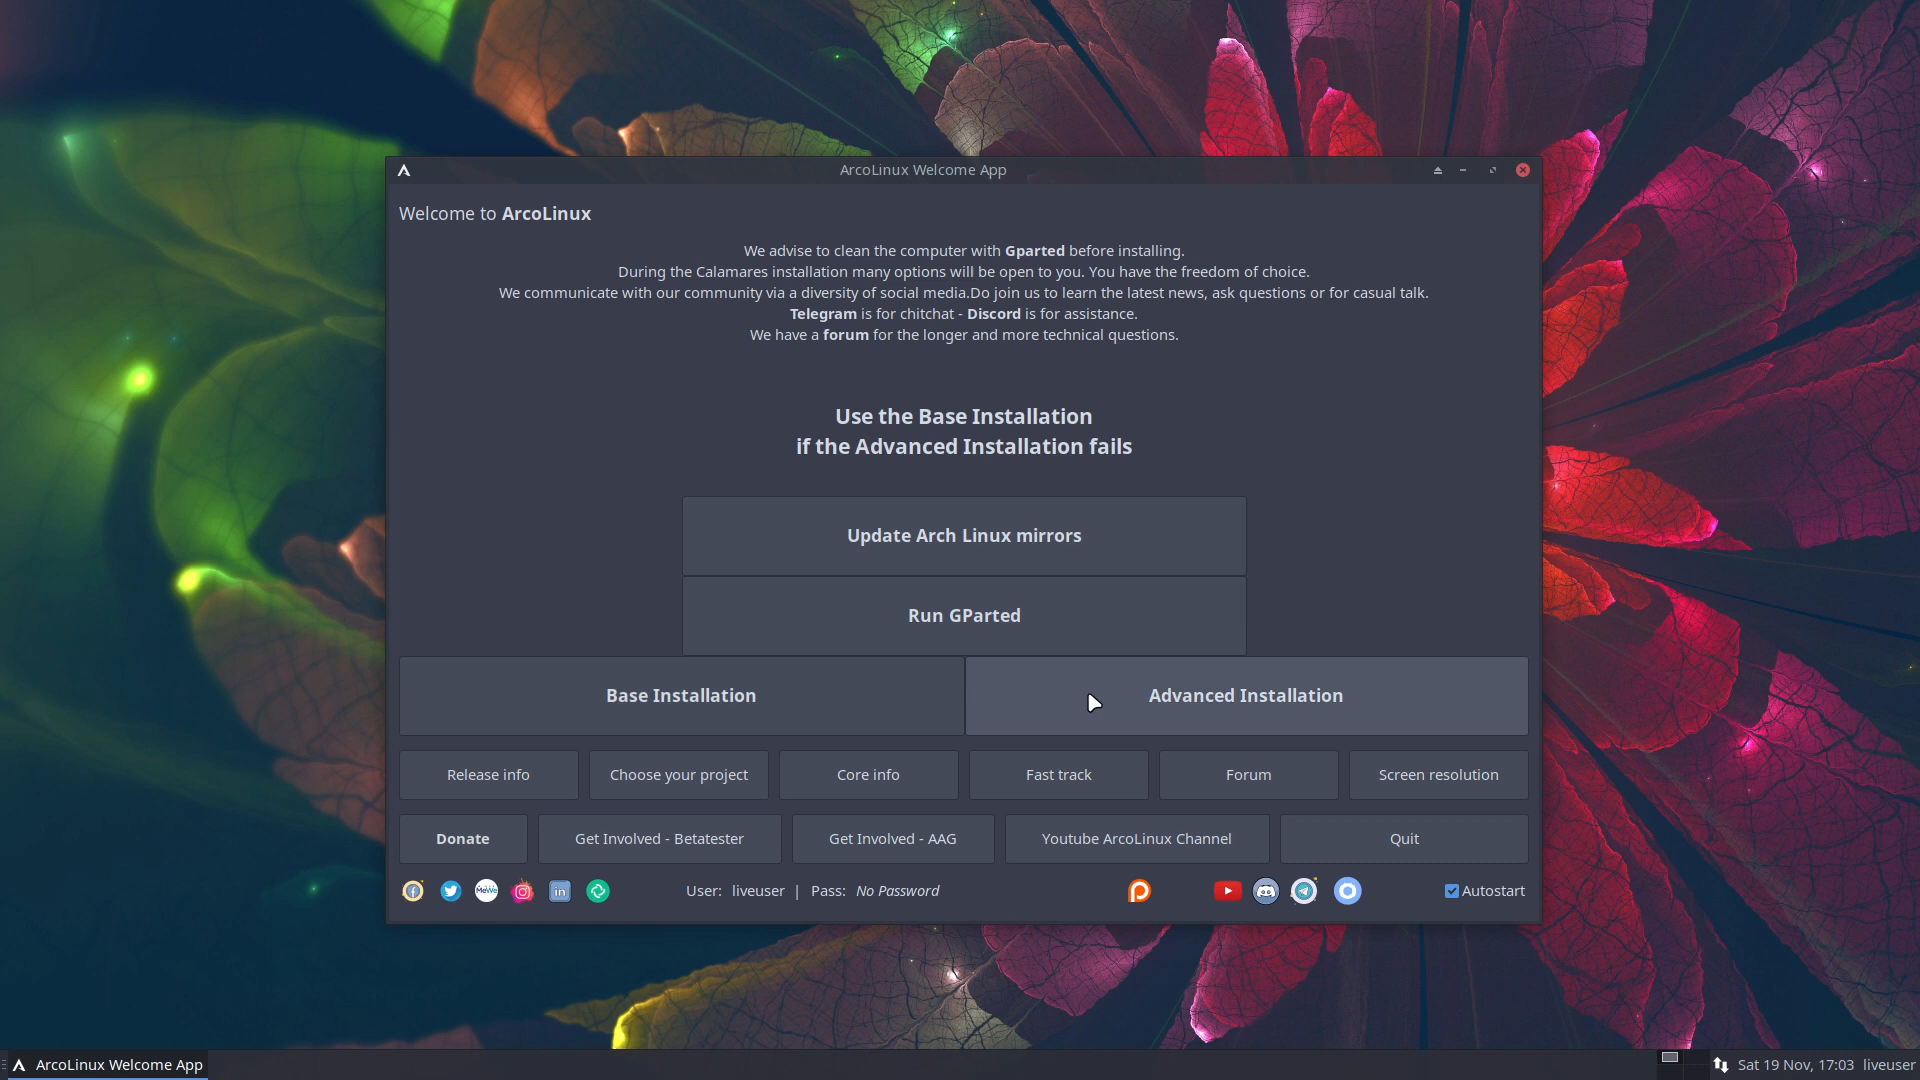 ArcoLinux Welcome App
Welcome to ArcoLinux
We advise to clean the computer with Gparted before installing.
During the Calamares installation many options will be open to you. You have the freedom of choice.
We communicate with our community via a diversity of social media.Do join us to learn the latest news, ask questions or for casual talk.
Telegram is for chitchat - Discord is for assistance.
We have a forum for the longer and more technical questions.
Use the Base Installation
if the Advanced Installation fails
Update Arch Linux mirrors
Run GParted
Base Installation
Advanced Installation
Release info
Choose your project
Core info
Fast track
Forum
Screen resolution
Donate
Get Involved - Betatester
Get Involved - AAG
Youtube ArcoLinux Channel
Quit
MeWe
in
User: liveuser | Pass: No Password
Autostart
ArcoLinux Welcome App
Sat 19 Nov, 17:03 liveuser